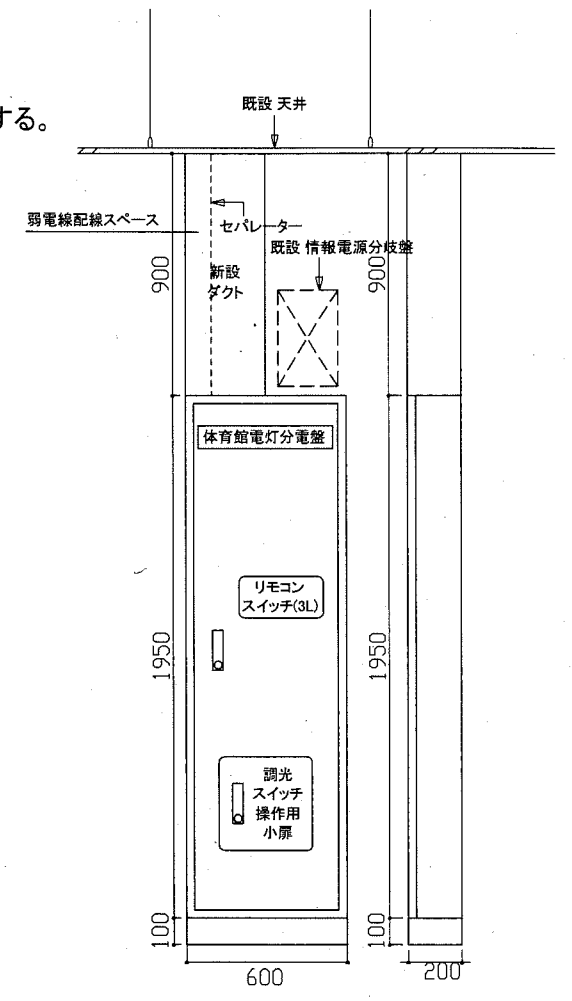 する。
既設 天井
弱電線配線スペース
セパレーター
既設 情報電源分岐盤
新設
ダクト
900
900
体育館電灯分電盤
リモコン
スイッチ(3L)
1950
1950
調光
スイッチ
操作用
小扉
100
100
600
200